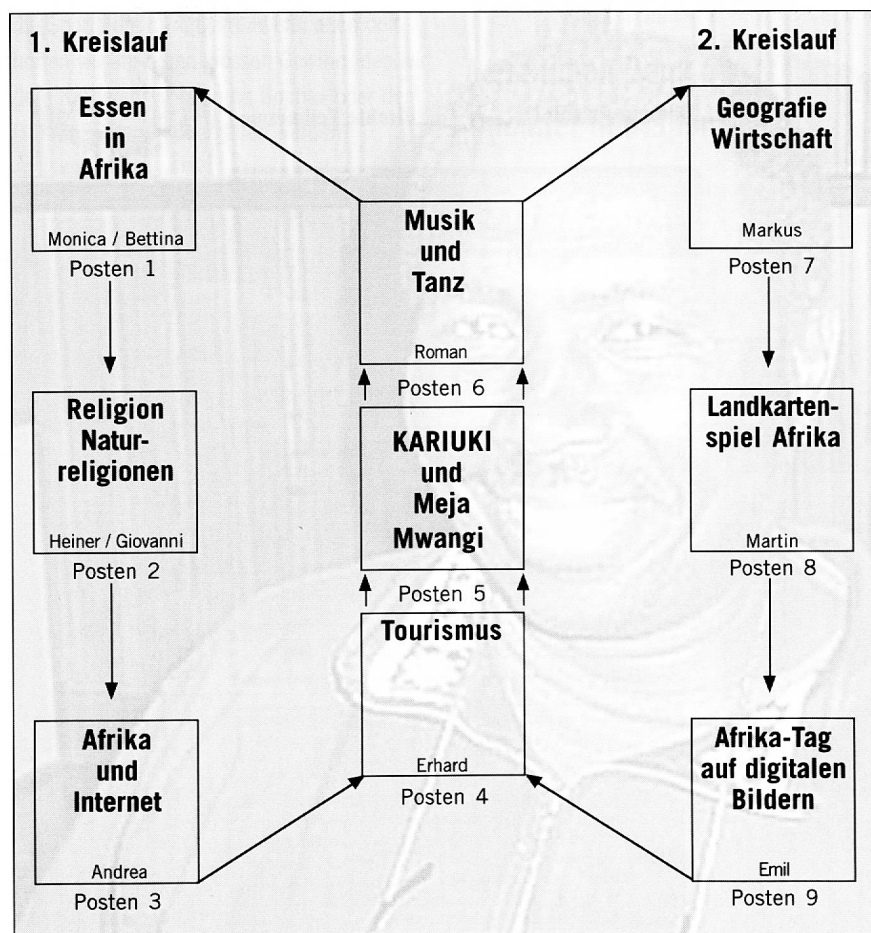 1. Kreislauf
Essen
in
Afrika
Monica / Bettina
Posten 1
Religion
Natur-
religionen
Heiner / Giovanni
Posten 2
Afrika
und
Internet
Andrea
Posten 3
Musik
und
Tanz
Roman
Posten 6
KARIUKI
und
Meja
Mwangi
Posten 5
Tourismus
Erhard
Posten 4
2. Kreislauf
Geografie
Wirtschaft
Markus
Posten 7
Landkarten-
spiel Afrika
Martin
Posten 8
Afrika-Tag
auf digitalen
Bildern
Emil
Posten 9